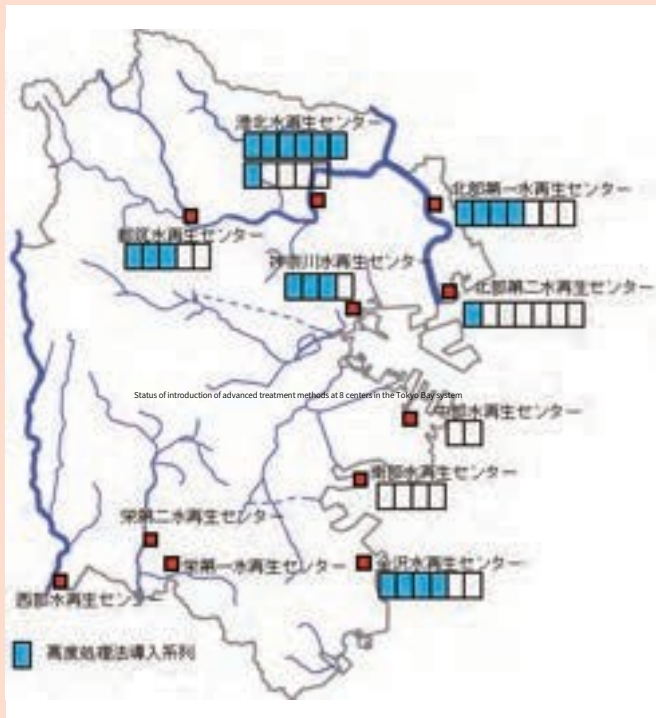 港北水再生センター
北部第一水再生センター
都筑水再生センター
神奈川水再生センター
北部第二水再生センター
Status of introduction of advanced treatment methods at 8 centers in the Tokyo Bay system
中部水再生センター
南部水再生センター
栄第二水再生センター
栄第一水再生センター
金沢水再生センター
西部水再生センター
高度処理法導入系列